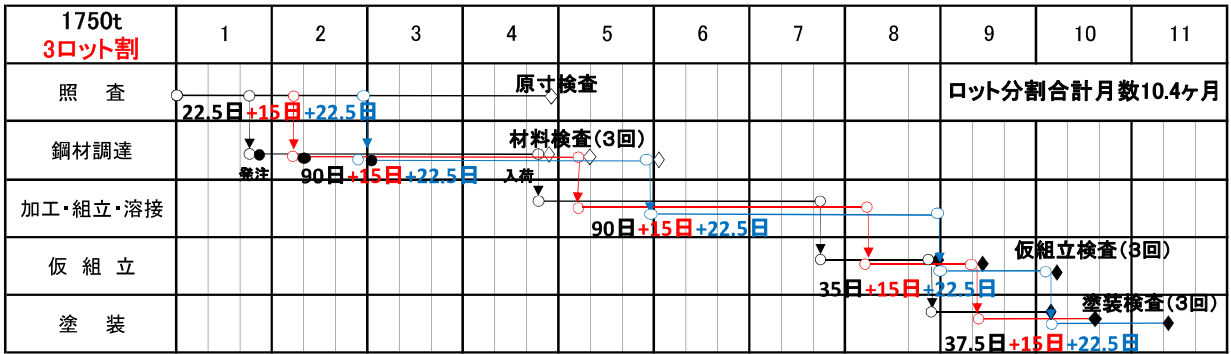 1750t
3ロット割
1 2 3 4 5 6 7 8 9 10 11
照 査
原寸検査
ロット分割合計月数10.4ヶ月
22.5日+15日+22.5日
鋼材調達
材料検査(3回)
発注
90日+15日+22.5日
入荷
加工・組立・溶接
90日+15日+22.5日
仮 組 立
仮組立検査(3回)
35日+15日+22.5日
塗 装
塗装検査(3回)
37.5日+15日+22.5日